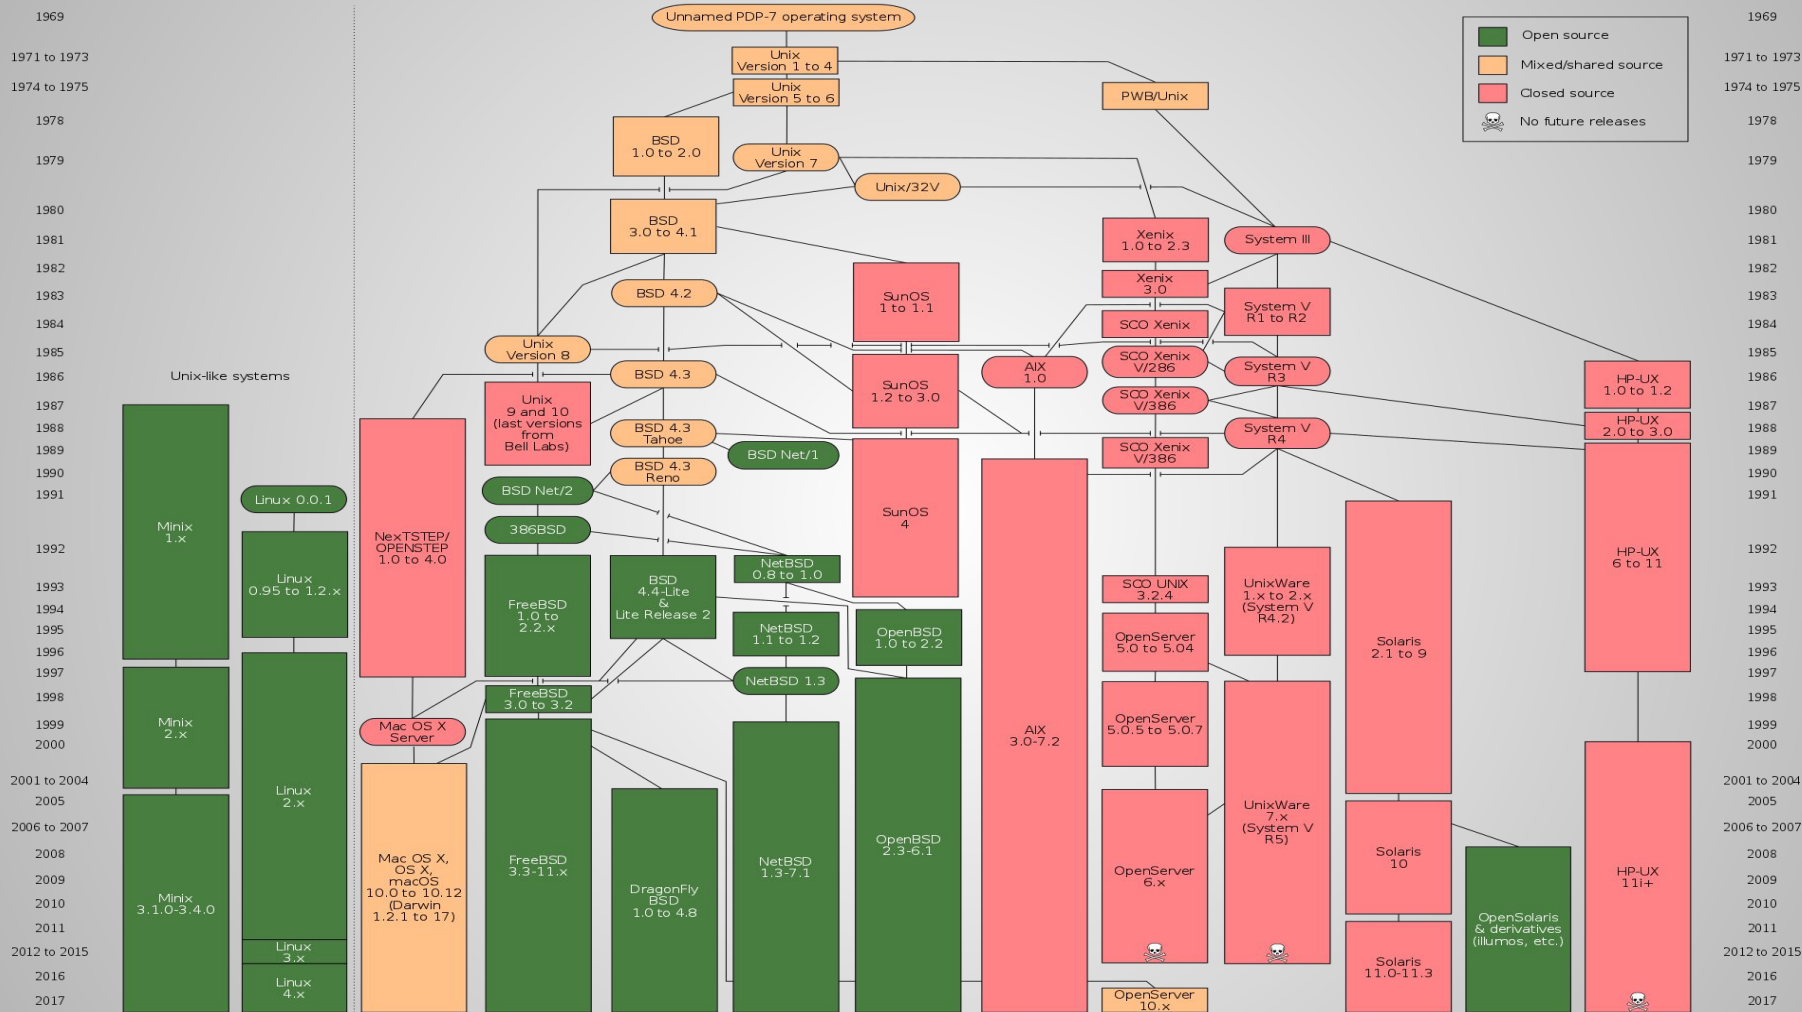 1969
1971 to 1973
1974 to 1975
1978
1979
1980
1981
1982
1983
1984
1985
1986
1987
1988
1989
1990
1991
1992
1993
1994
1995
1996
1997
1998
1999
2000
2001 to 2004
2005
2006 to 2007
2008
2009
2010
2011
2012 to 2015
2016
2017
Unix-like systems
Minix
1.x
Minix
2.x
Minix
3.1.0-3.4.0
Linux 0.0.1
Linux
0.95 to 1.2.x
Linux
2.x
Linux
3.x
Linux
4.x
Unnamed PDP-7 operating system
Unix
Version 1 to 4
Unix
Version 5 to 6
PWB/Unix
BSD
1.0 to 2.0
Unix
Version 7
Unix/32V
BSD
3.0 to 4.1
Xenix
1.0 to 2.3
System III
Xenix
3.0
BSD 4.2
SunOS
1 to 1.1
System V
R1 to R2
SCO Xenix
Unix
Version 8
SCO Xenix
V/286
AIX
1.0
System V
R3
BSD 4.3
SunOS
1.2 to 3.0
HP-UX
1.0 to 1.2
SCO Xenix
V/386
Unix
9 and 10
(last versions
from
Bell Labs)
HP-UX
2.0 to 3.0
BSD 4.3
Tahoe
System V
R4
BSD Net/1
SCO Xenix
V/386
BSD 4.3
Reno
BSD Net/2
386BSD
SunOS
4
NexTSTEP/
OPENSTEP
1.0 to 4.0
HP-UX
6 to 11
NetBSD
0.8 to 1.0
BSD
4.4-Lite
&
Lite Release 2
FreeBSD
1.0 to
2.2.x
SCO UNIX
3.2.4
UnixWare
1.x to 2.x
(System V
R4.2)
NetBSD
1.1 to 1.2
OpenBSD
1.0 to 2.2
OpenServer
5.0 to 5.04
Solaris
2.1 to 9
NetBSD 1.3
FreeBSD
3.0 to 3.2
Mac OS X
Server
OpenServer
5.0.5 to 5.0.7
AIX
3.0-7.2
UnixWare
7.x
(System V
R5)
Mac OS X,
OS X,
macOS
10.0 to 10.12
(Darwin
1.2.1 to 17)
FreeBSD
3.3-11.x
DragonFly
BSD
1.0 to 4.8
NetBSD
1.3-7.1
OpenBSD
2.3-6.1
OpenServer
6.x
Solaris
10
HP-UX
11i+
OpenSolaris
& derivatives
(illumos, etc.)
Solaris
11.0-11.3
OpenServer
10.x
Open source
Mixed/shared source
Closed source
No future releases
1969
1971 to 1973
1974 to 1975
1978
1979
1980
1981
1982
1983
1984
1985
1986
1987
1988
1989
1990
1991
1992
1993
1994
1995
1996
1997
1998
1999
2000
2001 to 2004
2005
2006 to 2007
2008
2009
2010
2011
2012 to 2015
2016
2017